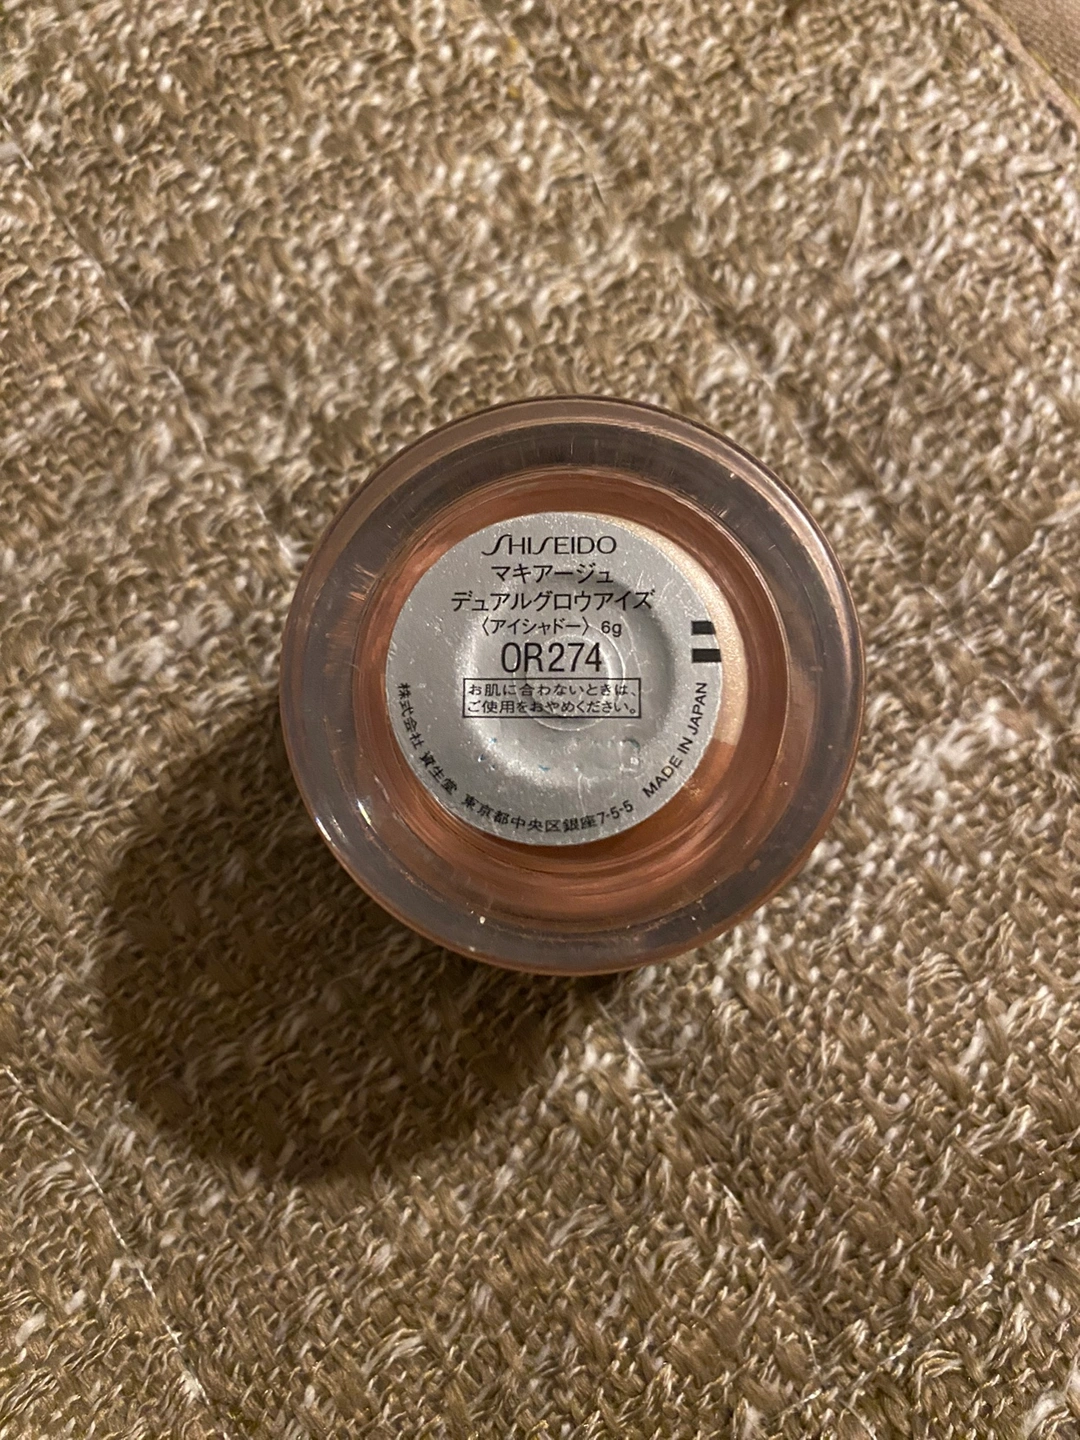 SHISEIDO
マキアージュ
デュアルグロウアイズ
〈アイシャドー〉 6g
OR274
お肌に合わないときは、
ご使用をおやめください。
株式会社 資生堂 東京都中央区銀座7-5-5 MADE IN JAPAN